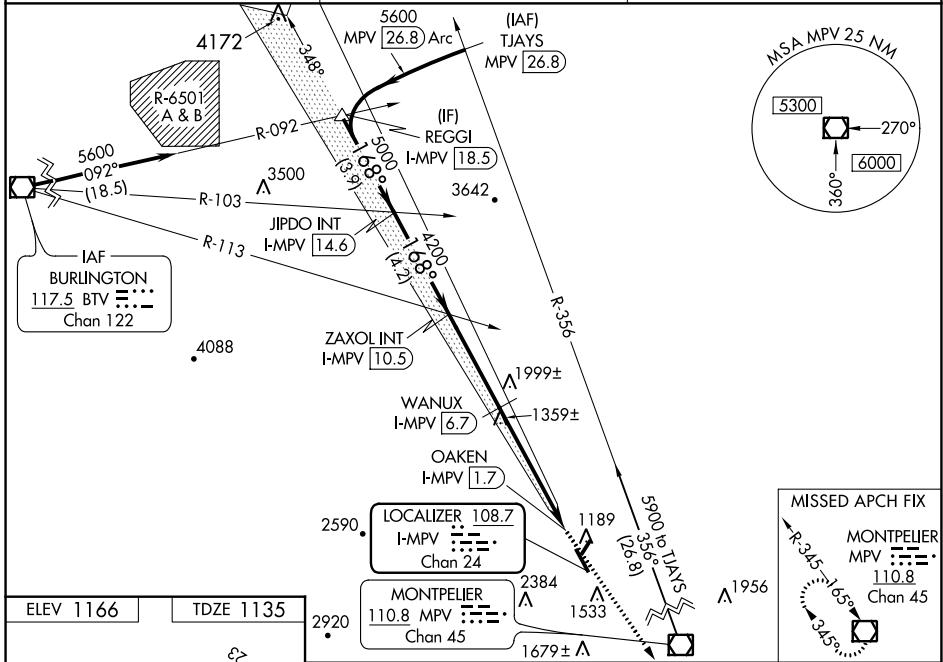 4172
348°
5600
MPV 26.8 Arc
(IAF)
TJAYS
MPV 26.8
MSA MPV 25 NM
5300
270°
6000
360°
R-6501
A & B
R-092
(IF)
REGGI
I-MPV 18.5
5600
092°
(18.5)
3500
168°
5000
(3.9)
3642
R-103
JIPDO INT
I-MPV 14.6
R-113
168°
4200
(4.2)
IAF
BURLINGTON
117.5 BTV
Chan 122
R-356
ZAXOL INT
I-MPV 10.5
4088
1999±
WANUX
I-MPV 6.7
1359±
OAKEN
I-MPV 1.7
5900 to TJAYS
356°
(26.8)
MISSED APCH FIX
2590
LOCALIZER 108.7
I-MPV
Chan 24
1189
R-345
165°
345°
MONTPELIER
MPV
110.8
Chan 45
2384
1533
1956
MONTPELIER
110.8 MPV
Chan 45
ELEV 1166
TDZE 1135
2920
1679±
23